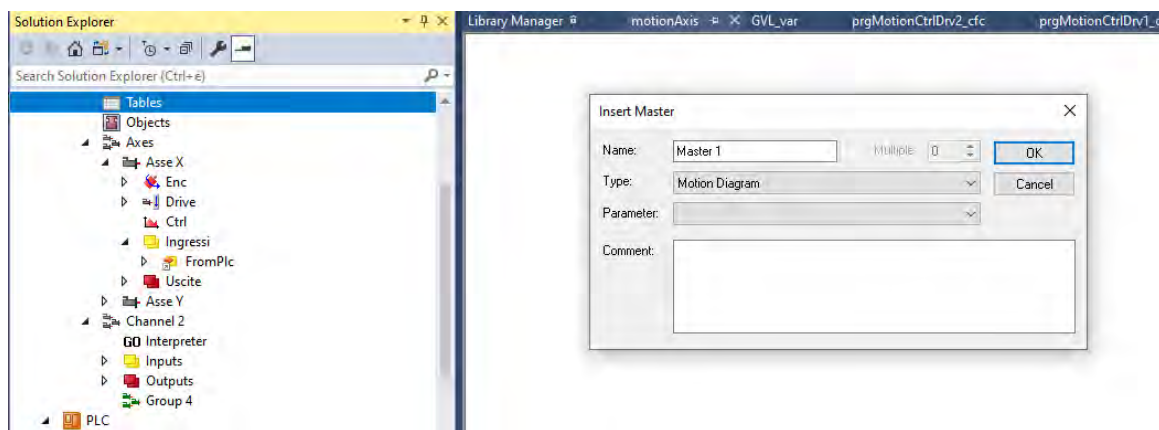 Solution Explorer
Search Solution Explorer (Ctrl+è)
Tables
Objects
Axes
Asse X
Enc
Drive
Ctrl
Ingressi
FromPlc
Uscite
Asse Y
Channel 2
GO Interpreter
Inputs
Outputs
Group 4
PLC
Library Manager motionAxis GVL_var prgMotionCtrlDrv2_cfc prgMotionCtrlDrv1_c
Insert Master
Name: Master 1 Multiple: 0 OK
Type: Motion Diagram Cancel
Parameter:
Comment: